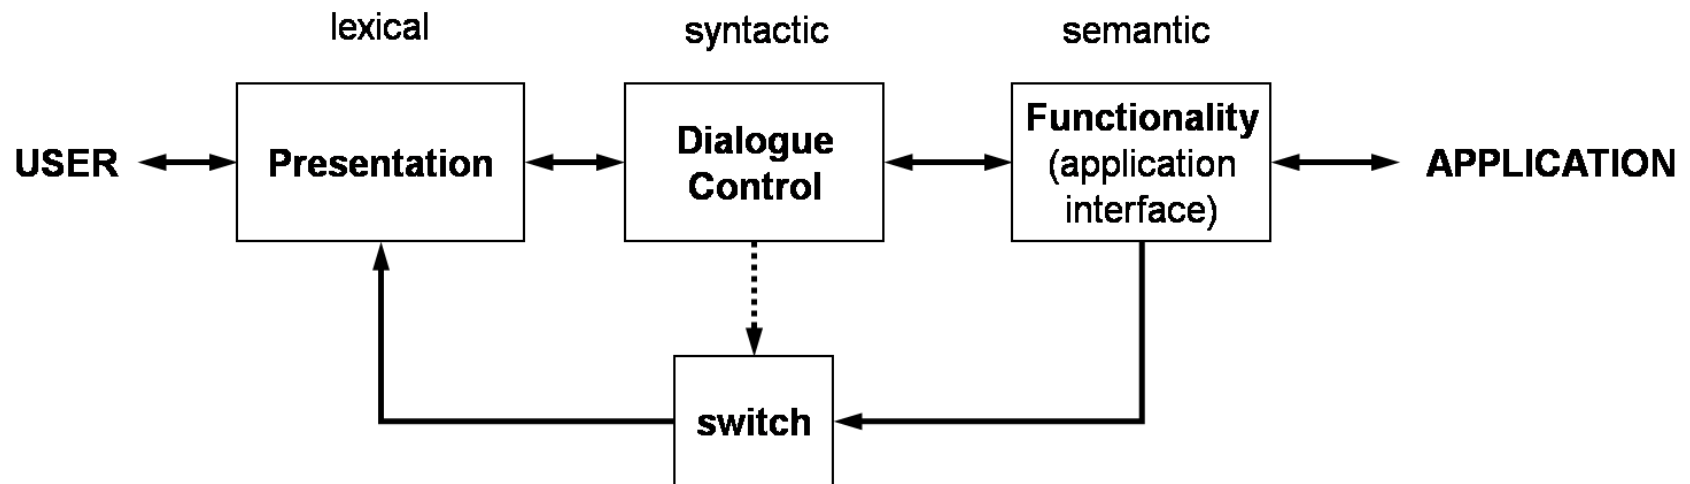 lexical
syntactic
semantic
USER
Presentation
Dialogue
Control
Functionality
(application
interface)
APPLICATION
switch